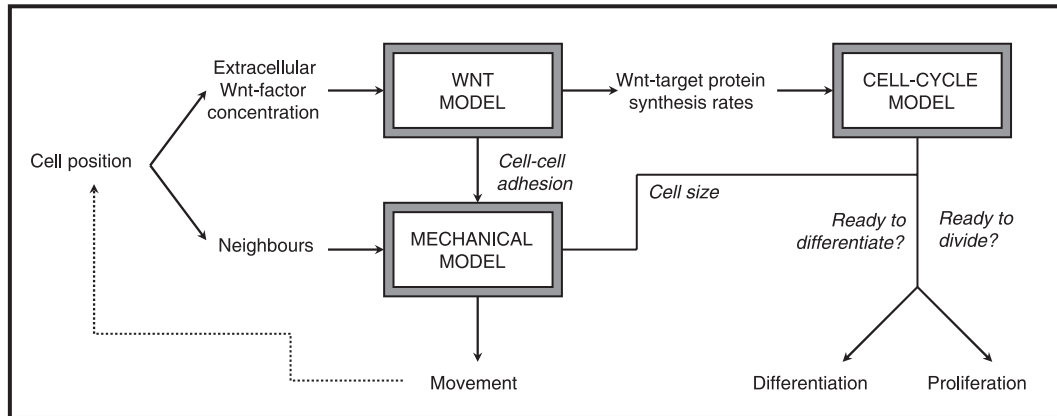 Extracellular
Wnt-factor
concentration
WNT
MODEL
Wnt-target protein
synthesis rates
CELL-CYCLE
MODEL
Cell position
Cell-cell
adhesion
Cell size
Neighbours
MECHANICAL
MODEL
Ready to
differentiate?
Ready to
divide?
Movement
Differentiation
Proliferation